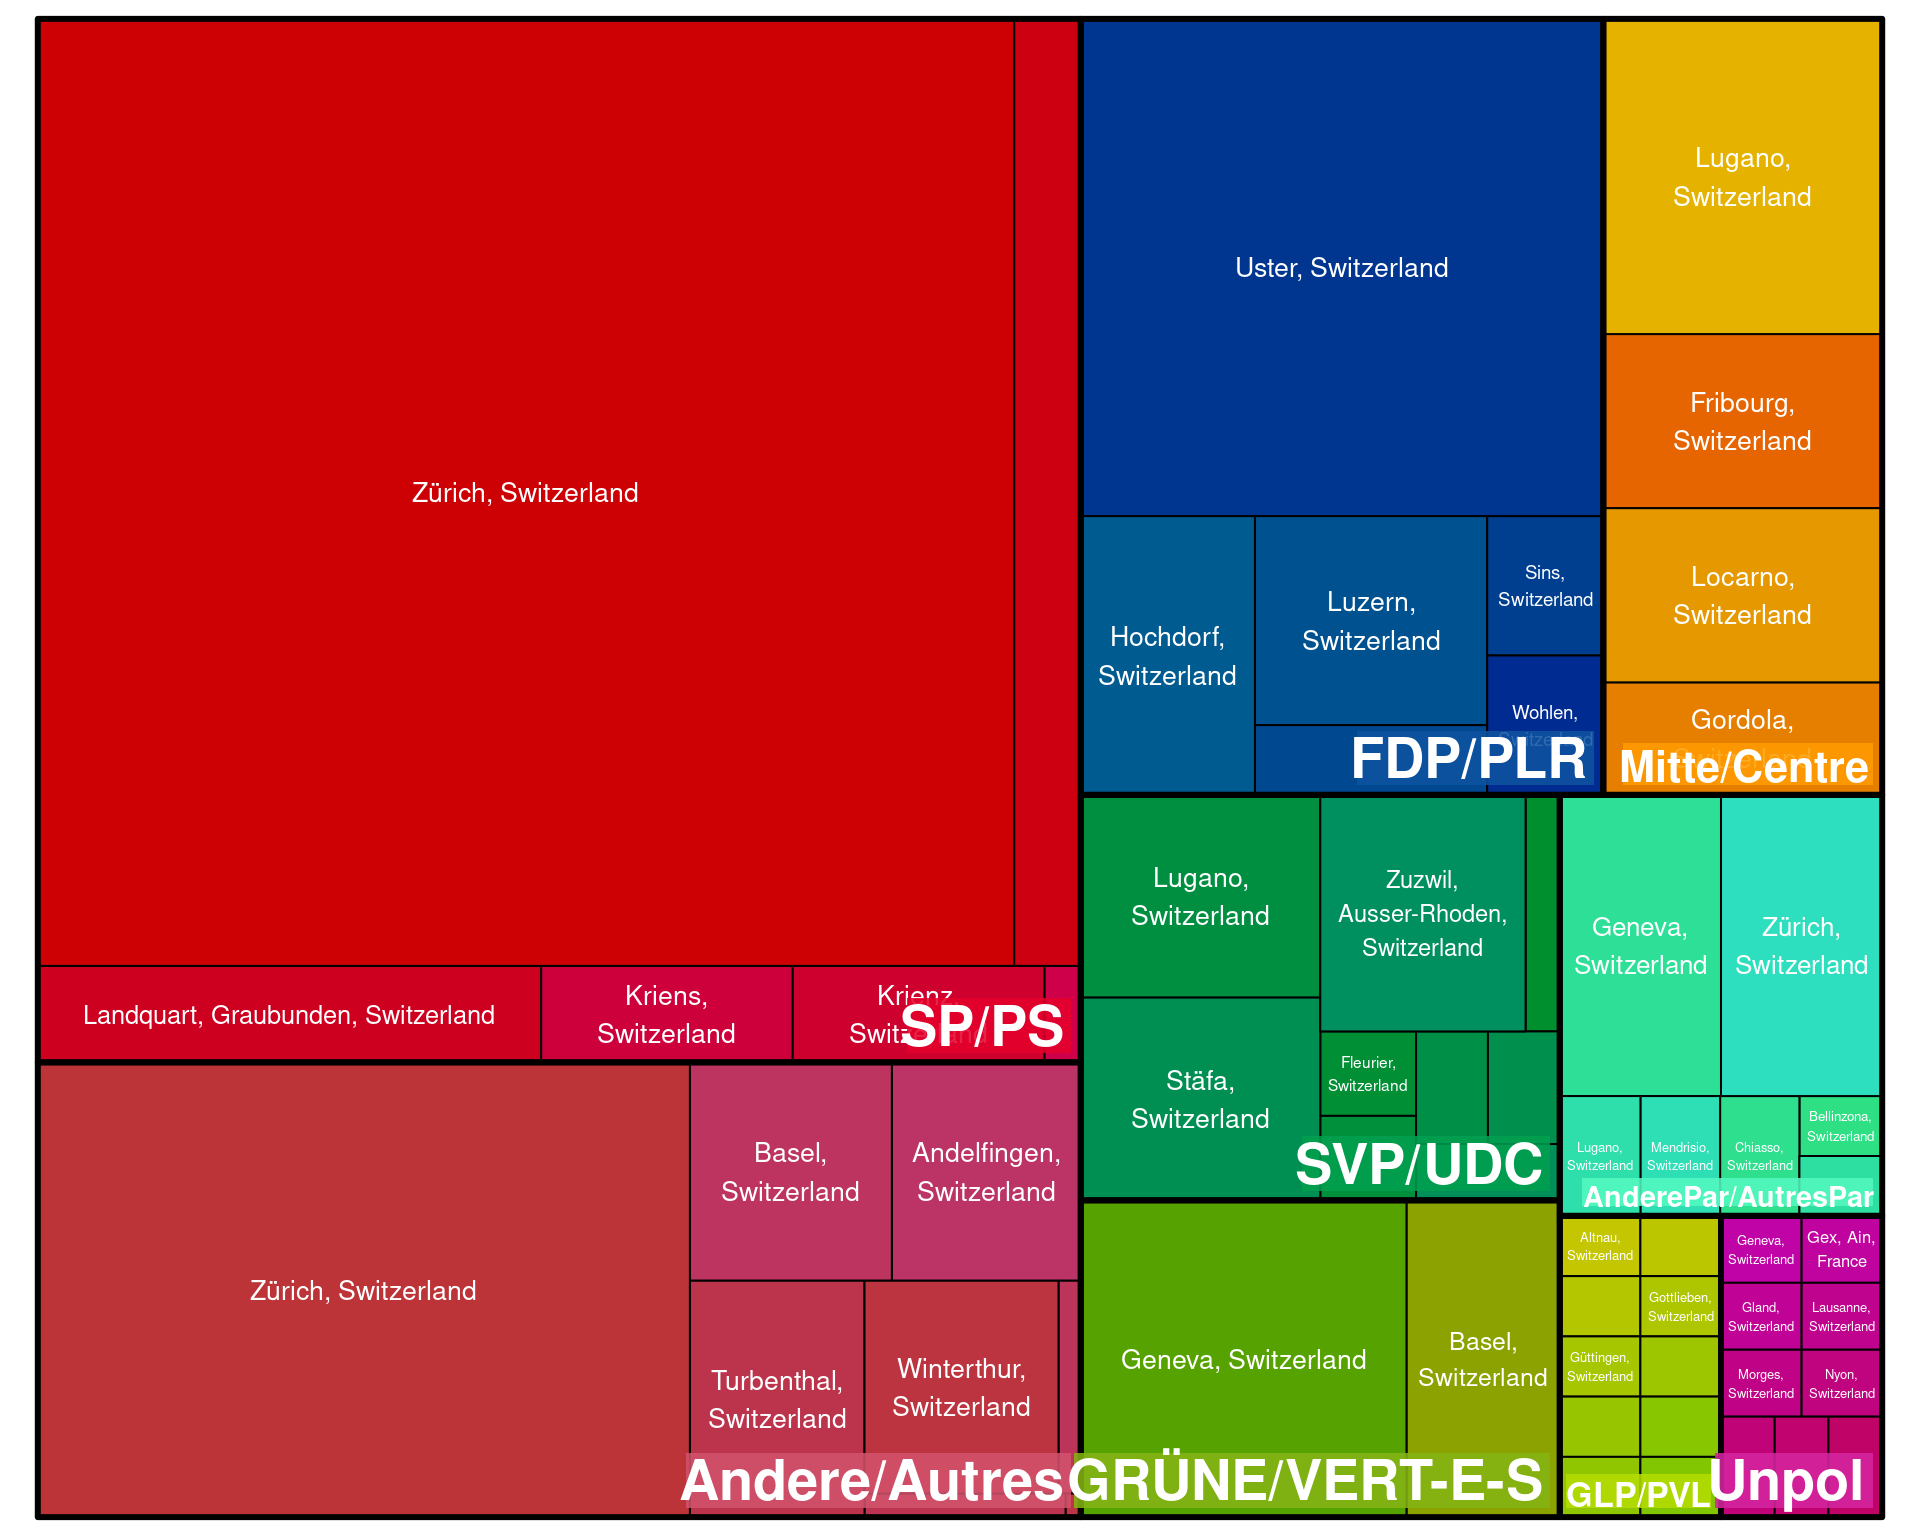 Zürich, Switzerland
Landquart, Graubunden, Switzerland
Kriens,
Switzerland
Krienz,
Switzerland
SP/PS
Zürich, Switzerland
Basel,
Switzerland
Andelfingen,
Switzerland
Turbenthal,
Switzerland
Winterthur,
Switzerland
Andere/Autres
Uster, Switzerland
Hochdorf,
Switzerland
Luzern,
Switzerland
Sins,
Switzerland
Wohlen,
Switzerland
FDP/PLR
Lugano,
Switzerland
Fribourg,
Switzerland
Locarno,
Switzerland
Gordola,
Switzerland
Mitte/Centre
Lugano,
Switzerland
Zuzwil,
Ausser-Rhoden,
Switzerland
Stäfa,
Switzerland
Fleurier,
Switzerland
SVP/UDC
Geneva,
Switzerland
Zürich,
Switzerland
Lugano,
Switzerland
Mendrisio,
Switzerland
Chiasso,
Switzerland
Bellinzona,
Switzerland
AnderePar/AutresPar
Geneva, Switzerland
Basel,
Switzerland
GRÜNE/VERT-E-S
Altnau,
Switzerland
Gottlieben,
Switzerland
Güttingen,
Switzerland
GLP/PVL
Geneva,
Switzerland
Gex, Ain,
France
Gland,
Switzerland
Lausanne,
Switzerland
Morges,
Switzerland
Nyon,
Switzerland
Unpol